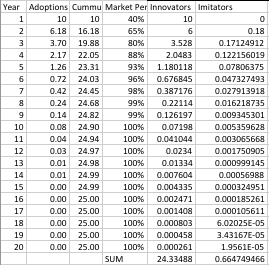 Year Adoptions Cummu Market Per Innovators Imitators
1 10 10 40% 10 0
2 6.18 16.18 65% 6 0.18
3 3.70 19.88 80% 3.528 0.17124912
4 2.17 22.05 88% 2.0483 0.122156019
5 1.26 23.31 93% 1.180118 0.07806375
6 0.72 24.03 96% 0.676845 0.047327493
7 0.42 24.45 98% 0.387176 0.027913918
8 0.24 24.68 99% 0.22114 0.016218735
9 0.14 24.82 99% 0.126197 0.009345301
10 0.08 24.90 100% 0.07198 0.005359628
11 0.04 24.94 100% 0.041044 0.003065668
12 0.03 24.97 100% 0.0234 0.001750905
13 0.01 24.98 100% 0.01334 0.000999145
14 0.01 24.99 100% 0.007604 0.00056988
15 0.00 24.99 100% 0.004335 0.000324951
16 0.00 25.00 100% 0.002471 0.000185261
17 0.00 25.00 100% 0.001408 0.000105611
18 0.00 25.00 100% 0.000803 6.02025E-05
19 0.00 25.00 100% 0.000458 3.43167E-05
20 0.00 25.00 100% 0.000261 1.9561E-05
SUM 24.33488 0.664749466